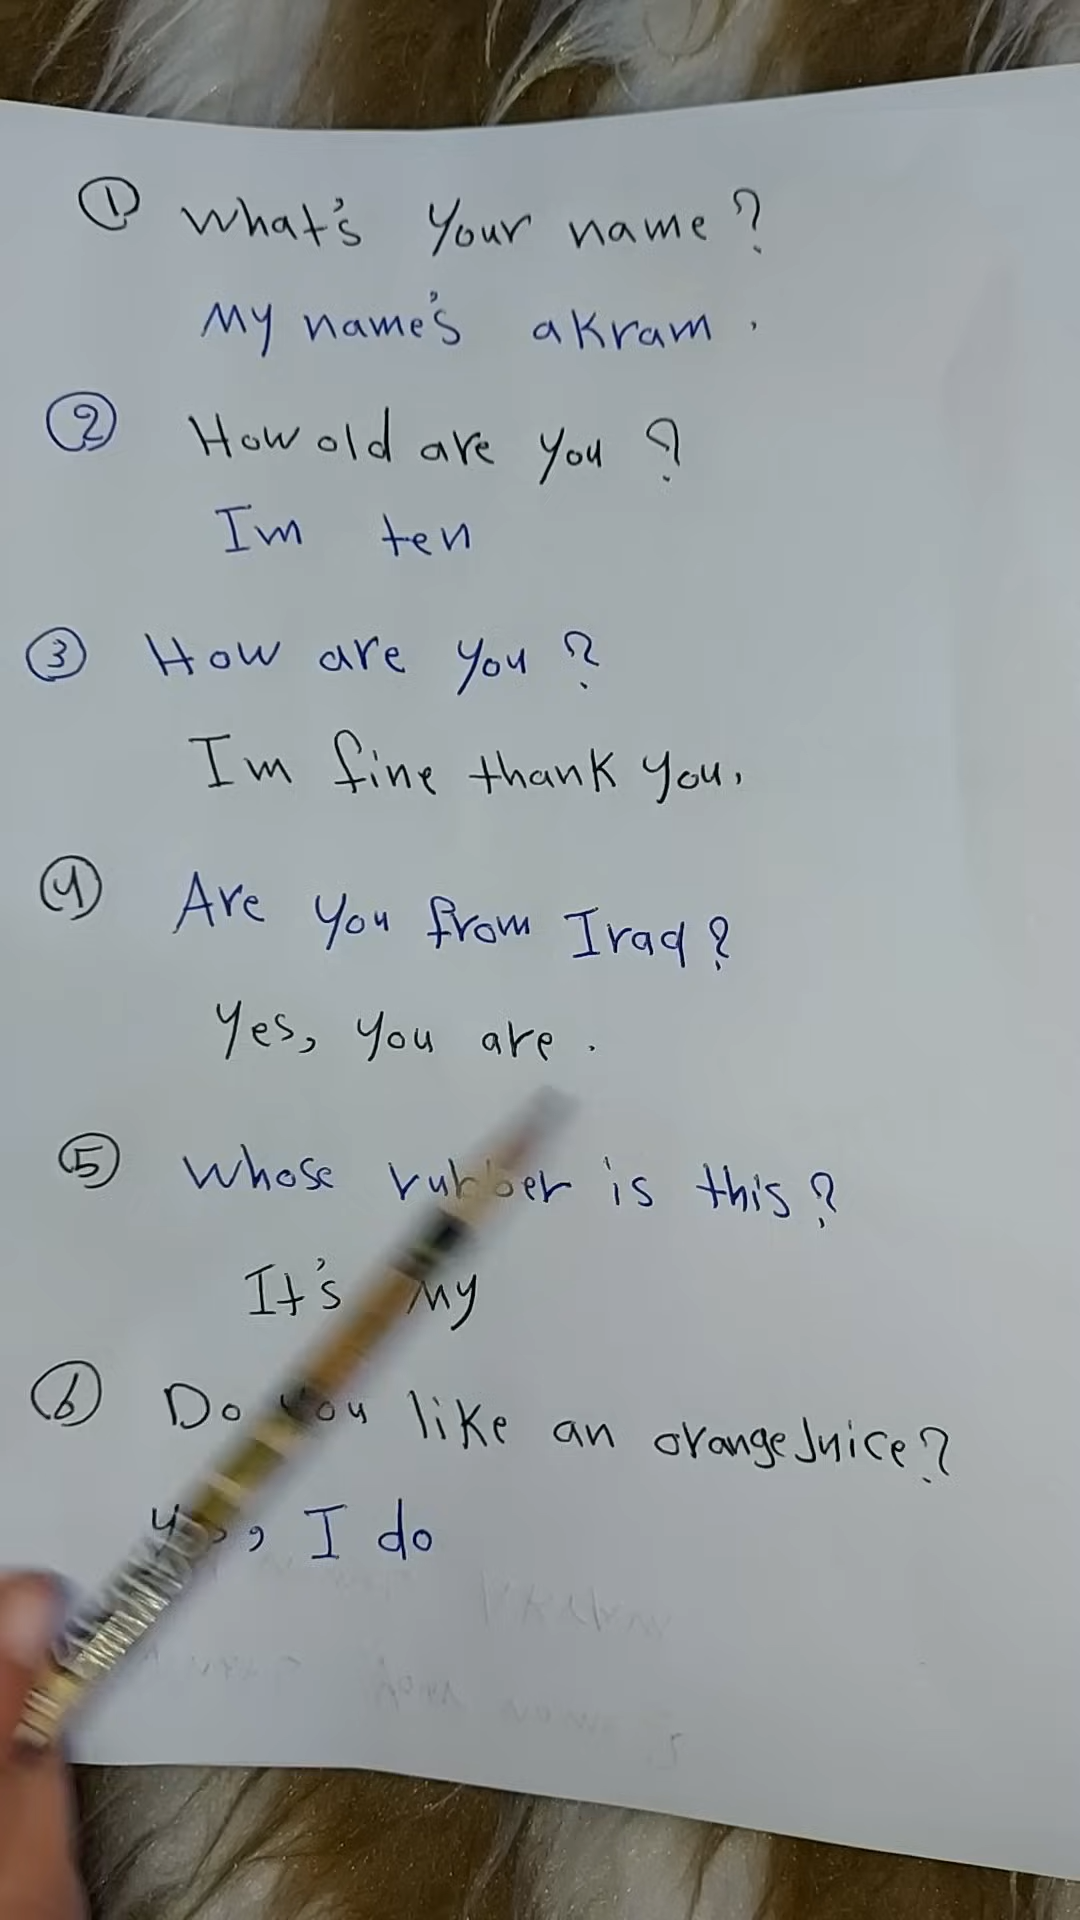 ① What's your name?
My name's akram.
② How old are you?
Im ten
③ How are you?
Im fine thank you.
④ Are you from Iraq?
Yes, you are.
⑤ Whose rubber is this?
It's my
⑥ Do you like an orange Juice?
Yes, I do